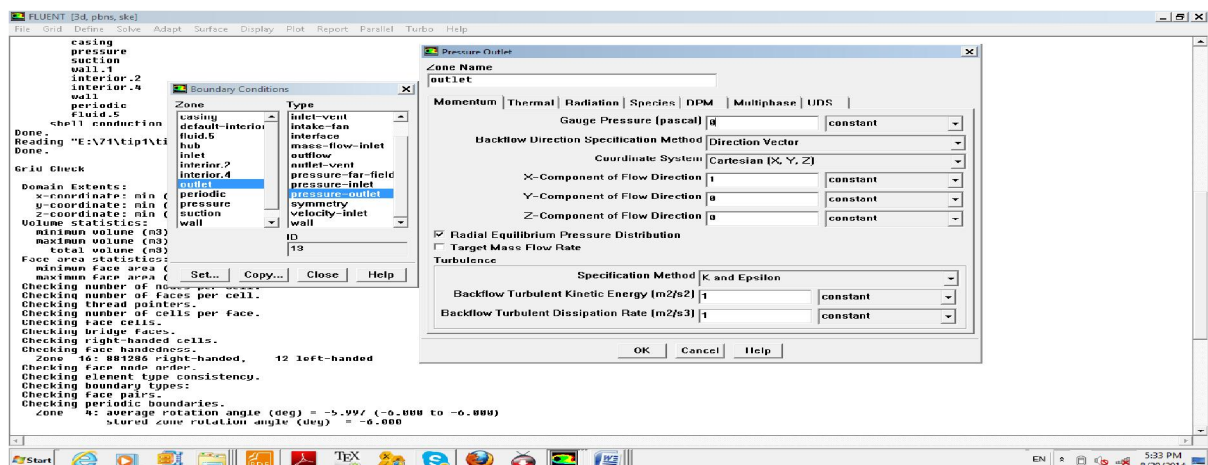 FLUENT [3d, pbns, ske]
File Grid Define Solve Adapt Surface Display Plot Report Parallel Turbo Help
casing
pressure
suction
wall.1
interior.2
interior.4
wall
periodic
fluid.5
shell conduction
Done.
Reading "E:\71\tip1\ti
Done.
Grid Check
Domain Extents:
x-coordinate: min (
y-coordinate: min (
z-coordinate: min (
Volume statistics:
minimum volume (m3)
maximum volume (m3)
total volume (m3)
Face area statistics:
minimum face area (
maximum face area (
Checking number of nodes per cell.
Checking number of faces per cell.
Checking thread pointers.
Checking number of cells per face.
Checking face cells.
Checking bridge faces.
Checking right-handed cells.
Checking face handedness.
Zone 16: 881286 right-handed, 12 left-handed
Checking face node order.
Checking element type consistency.
Checking boundary types:
Checking face pairs.
Checking periodic boundaries.
Zone 4: average rotation angle (deg) = -5.997 (-6.000 to -6.000)
stored zone rotation angle (deg) = -6.000
Boundary Conditions
Zone
casing
default-interior
fluid.5
hub
inlet
interior.2
interior.4
outlet
periodic
pressure
suction
wall
Type
inlet-vent
intake-fan
interface
mass-flow-inlet
outflow
outlet-vent
pressure-far-field
pressure-inlet
pressure-outlet
symmetry
velocity-inlet
wall
ID
13
Set... Copy... Close Help
Pressure Outlet
Zone Name
outlet
Momentum Thermal Radiation Species DPM Multiphase UDS
Gauge Pressure (pascal) 0 constant
Backflow Direction Specification Method Direction Vector
Coordinate System Cartesian (X, Y, Z)
X-Component of Flow Direction 1 constant
Y-Component of Flow Direction 0 constant
Z-Component of Flow Direction 0 constant
Radial Equilibrium Pressure Distribution
Target Mass Flow Rate
Turbulence
Specification Method K and Epsilon
Backflow Turbulent Kinetic Energy (m2/s2) 1 constant
Backflow Turbulent Dissipation Rate (m2/s3) 1 constant
OK Cancel Help
Start
TEX
EN
5:33 PM